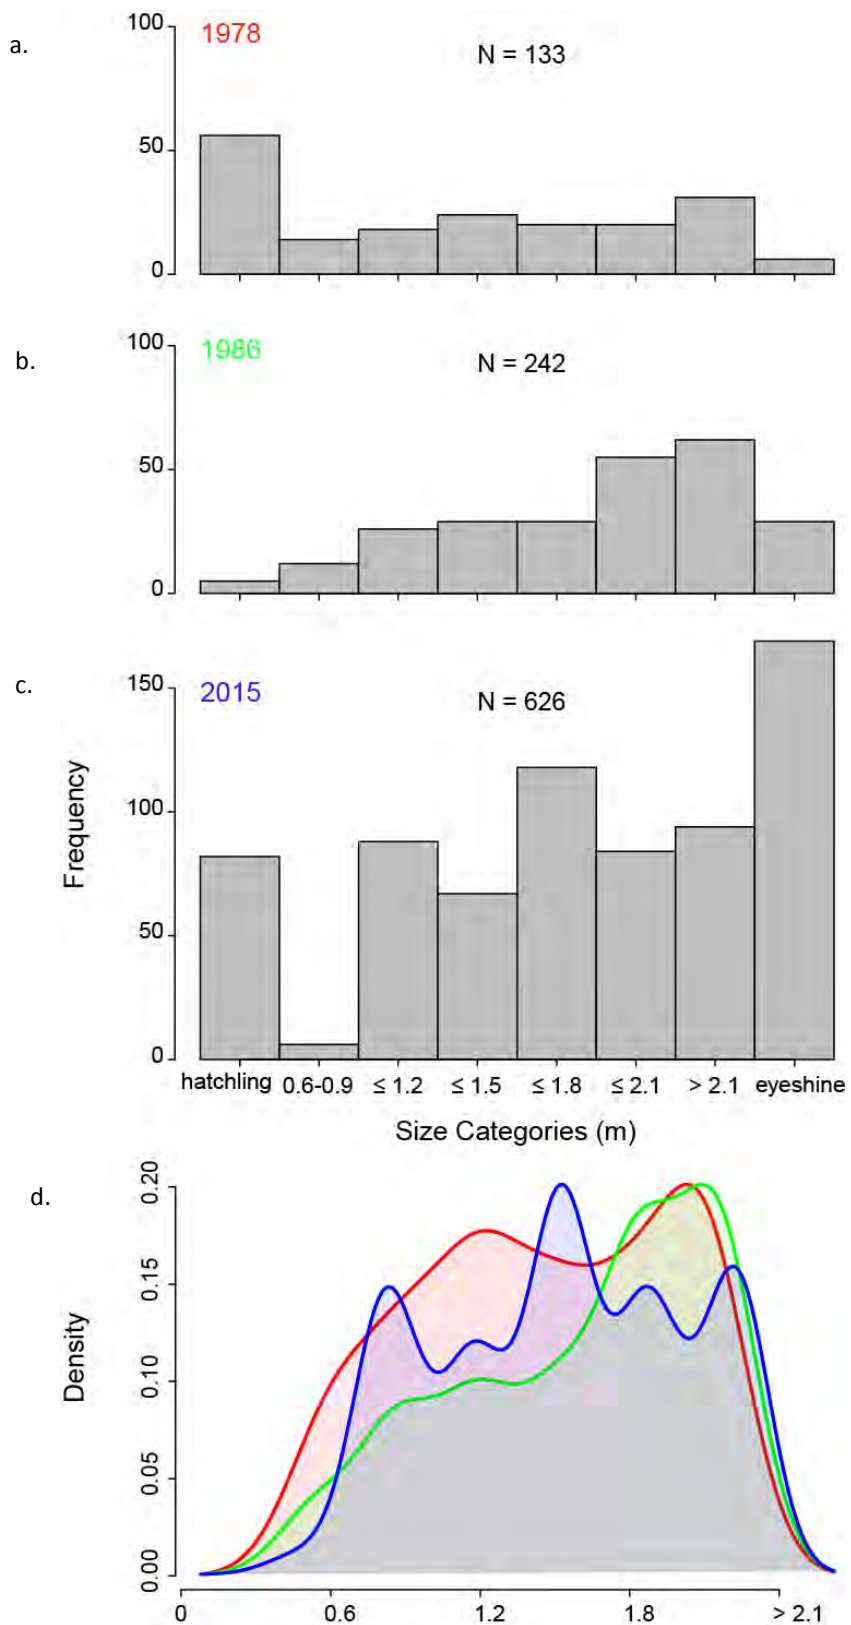 a.
1978
N = 133
100
50
0
b.
1986
N = 242
100
50
0
c.
2015
N = 626
150
100
50
0
Frequency
hatchling 0.6-0.9 ≤ 1.2 ≤ 1.5 ≤ 1.8 ≤ 2.1 > 2.1 eyeshine
Size Categories (m)
d.
0.20
0.15
0.10
0.05
0.00
Density
0 0.6 1.2 1.8 > 2.1